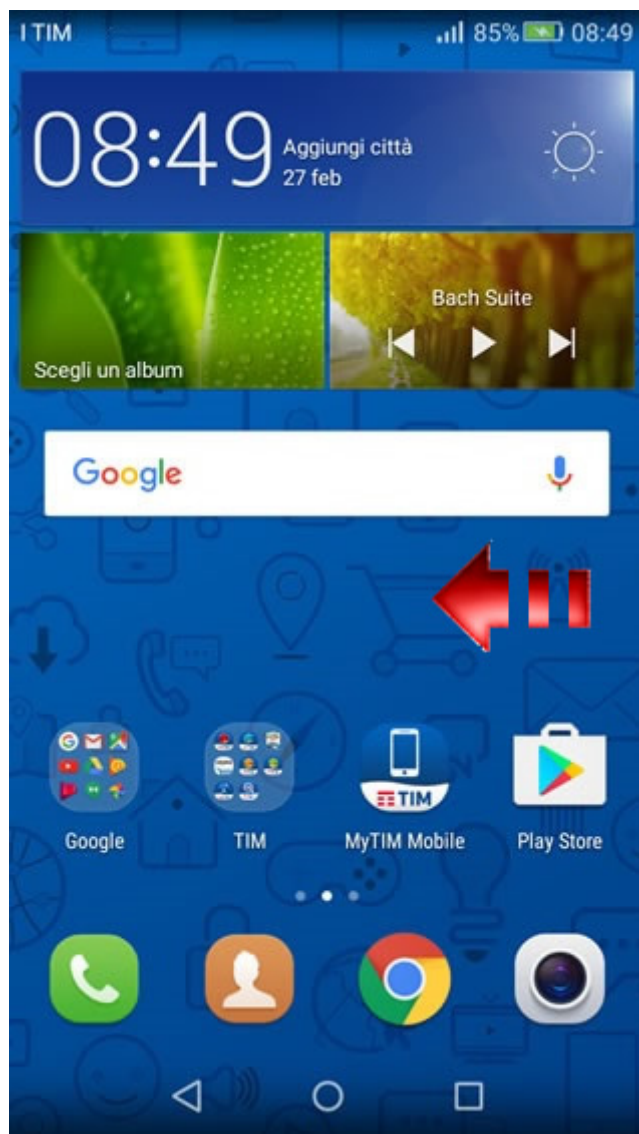 I TIM 85% 08:49
08:49
Aggiungi città
27 feb
Bach Suite
Scegli un album
Google
TIM
Google TIM MyTIM Mobile Play Store